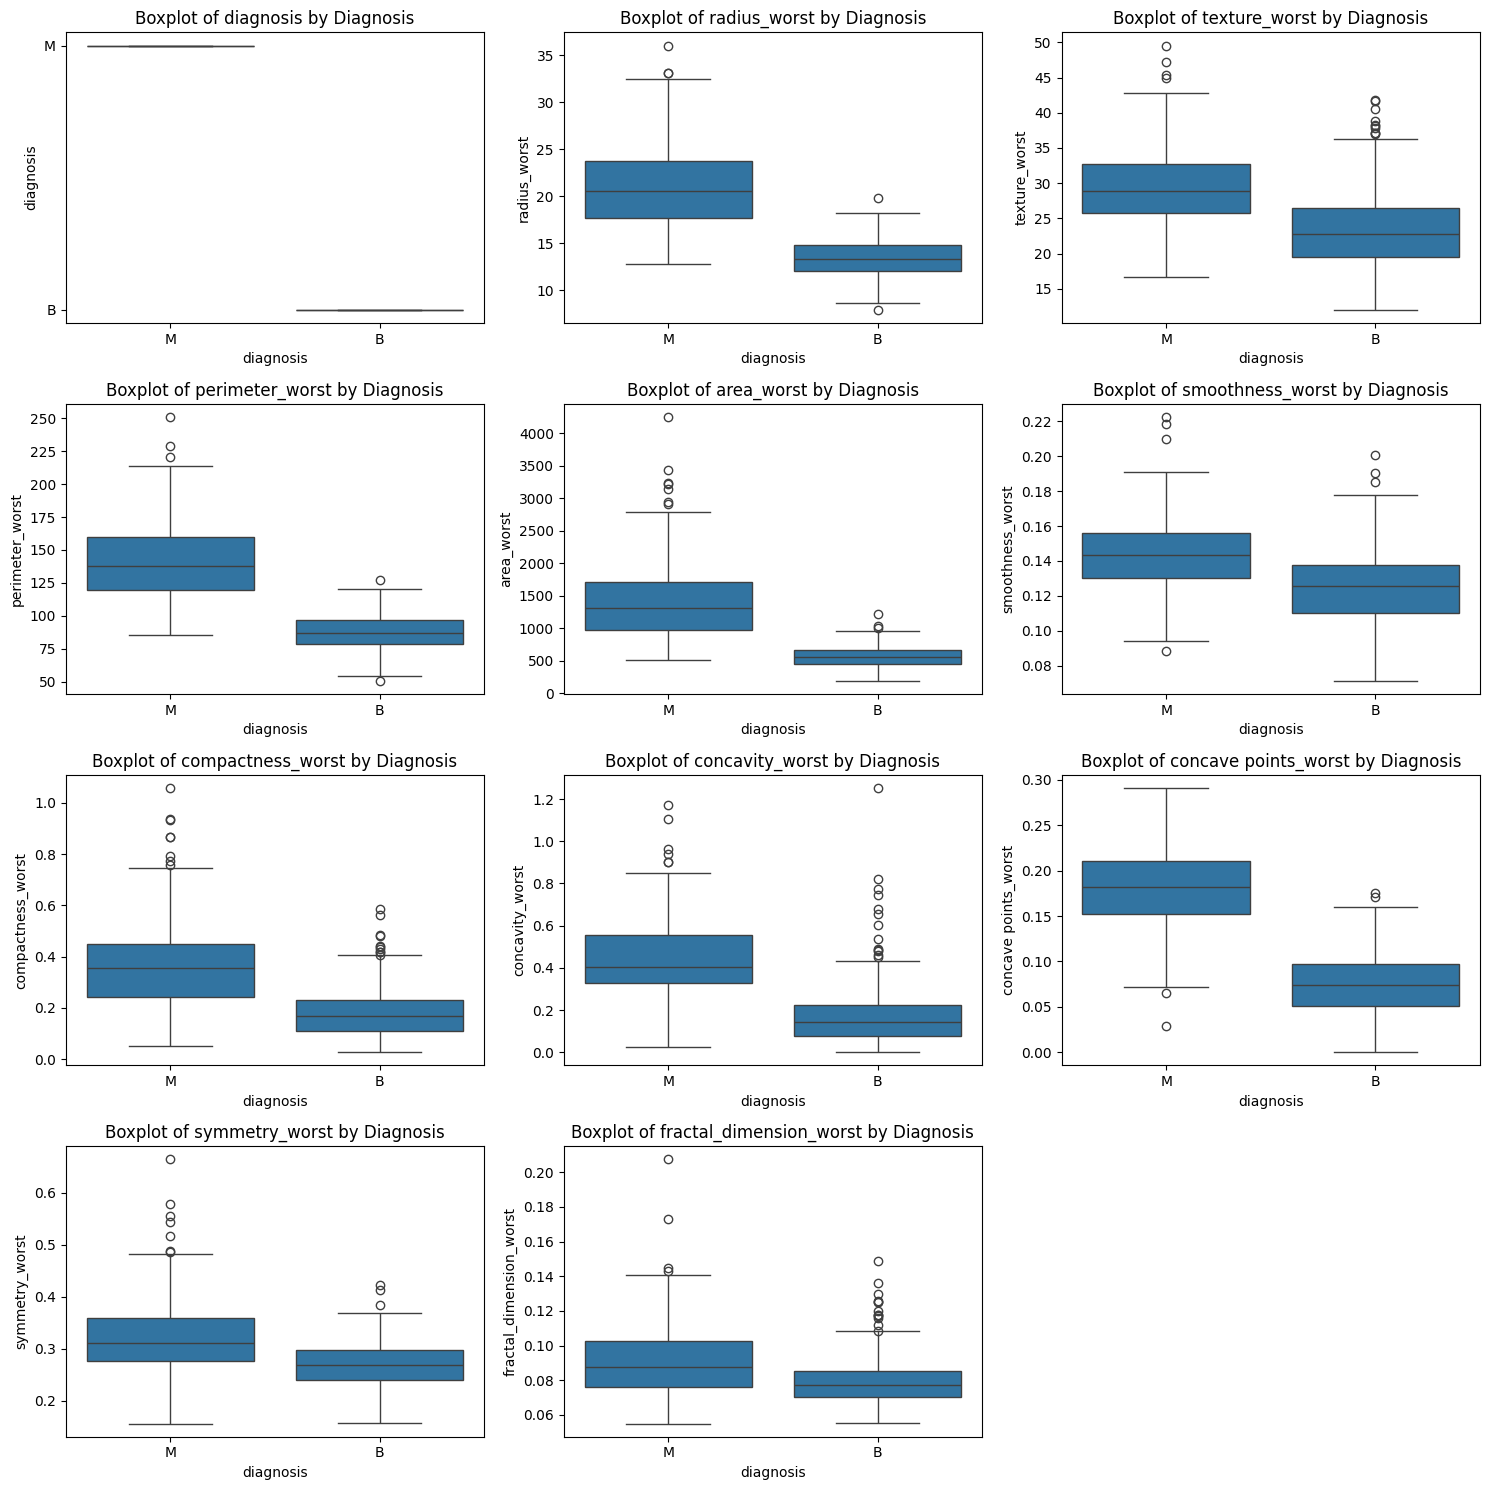 Boxplot of diagnosis by Diagnosis
M
B
diagnosis
M
B
diagnosis
Boxplot of radius_worst by Diagnosis
35
30
25
20
15
10
radius_worst
M
B
diagnosis
Boxplot of texture_worst by Diagnosis
50
45
40
35
30
25
20
15
texture_worst
M
B
diagnosis
Boxplot of perimeter_worst by Diagnosis
250
225
200
175
150
125
100
75
50
perimeter_worst
M
B
diagnosis
Boxplot of area_worst by Diagnosis
4000
3500
3000
2500
2000
1500
1000
500
0
area_worst
M
B
diagnosis
Boxplot of smoothness_worst by Diagnosis
0.22
0.20
0.18
0.16
0.14
0.12
0.10
0.08
smoothness_worst
M
B
diagnosis
Boxplot of compactness_worst by Diagnosis
1.0
0.8
0.6
0.4
0.2
0.0
compactness_worst
M
B
diagnosis
Boxplot of concavity_worst by Diagnosis
1.2
1.0
0.8
0.6
0.4
0.2
0.0
concavity_worst
M
B
diagnosis
Boxplot of concave points_worst by Diagnosis
0.30
0.25
0.20
0.15
0.10
0.05
0.00
concave points_worst
M
B
diagnosis
Boxplot of symmetry_worst by Diagnosis
0.6
0.5
0.4
0.3
0.2
symmetry_worst
M
B
diagnosis
Boxplot of fractal_dimension_worst by Diagnosis
0.20
0.18
0.16
0.14
0.12
0.10
0.08
0.06
fractal_dimension_worst
M
B
diagnosis